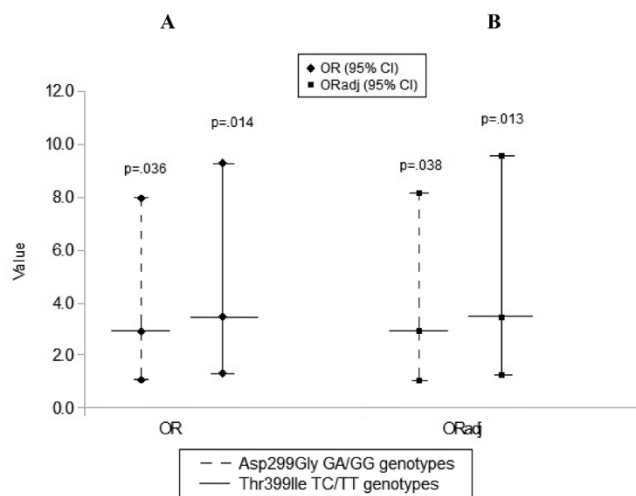 A B
OR (95% CI)
ORadj (95% CI)
12.0
10.0
8.0
6.0
4.0
2.0
0.0
Value
p=.036
p=.014
p=.038
p=.013
OR ORadj
Asp299Gly GA/GG genotypes
Thr399Ile TC/TT genotypes